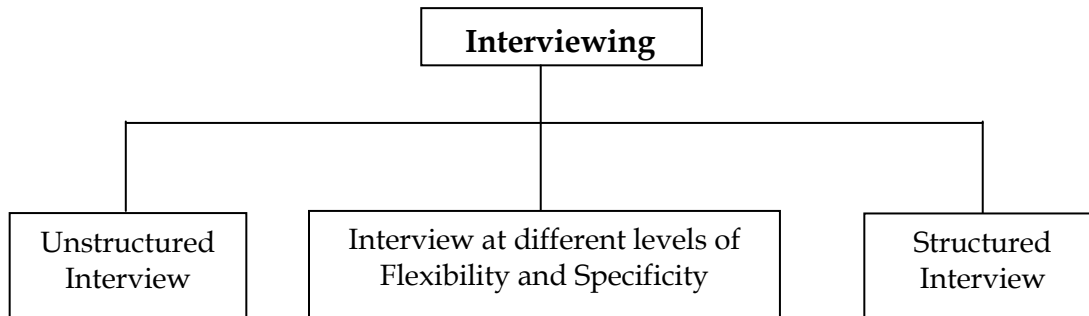 Interviewing
Unstructured
Interview
Interview at different levels of
Flexibility and Specificity
Structured
Interview